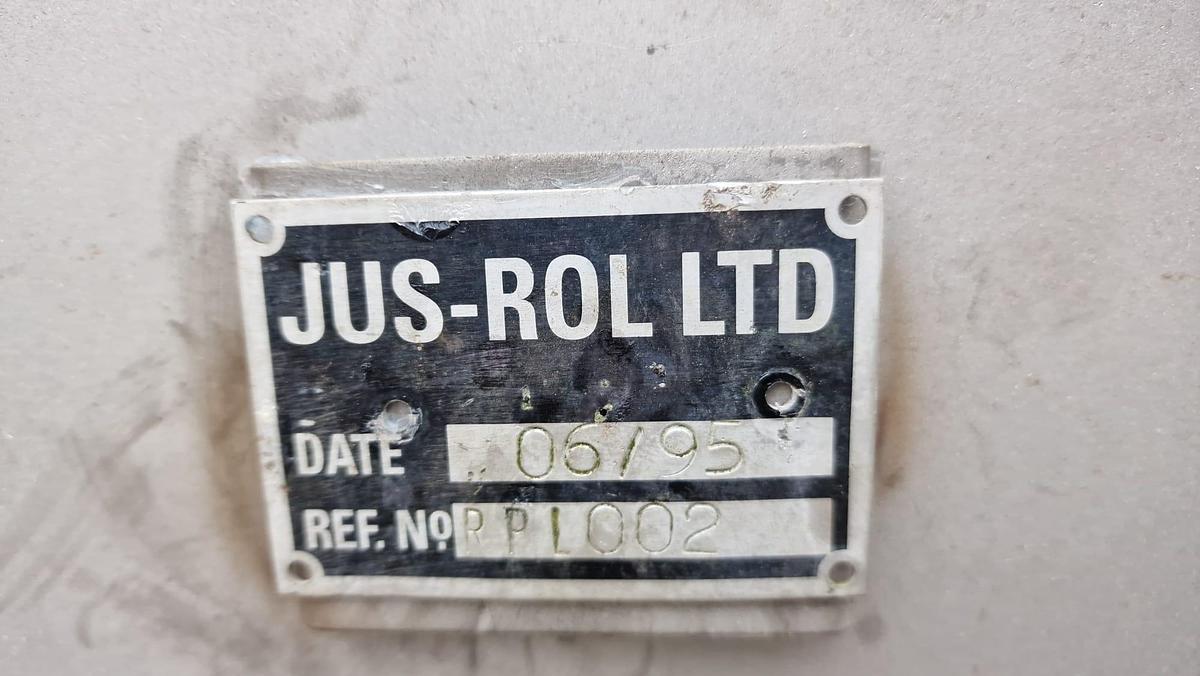 JUS-ROL LTD
DATE 06/95
REF. Nº RPL002